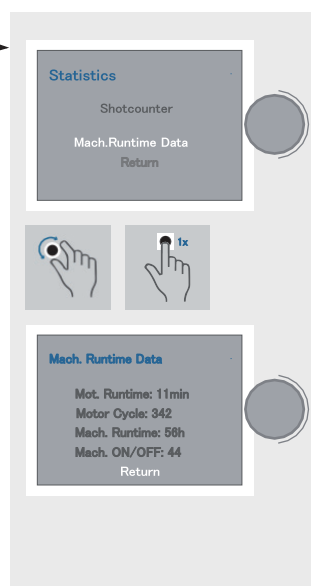 Statistics
Shotcounter
Mach.Runtime Data
Return
1x
Mach. Runtime Data
Mot. Runtime: 11min
Motor Cycle: 342
Mach. Runtime: 56h
Mach. ON/OFF: 44
Return